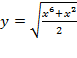 y = √((x⁶+x²)/2)